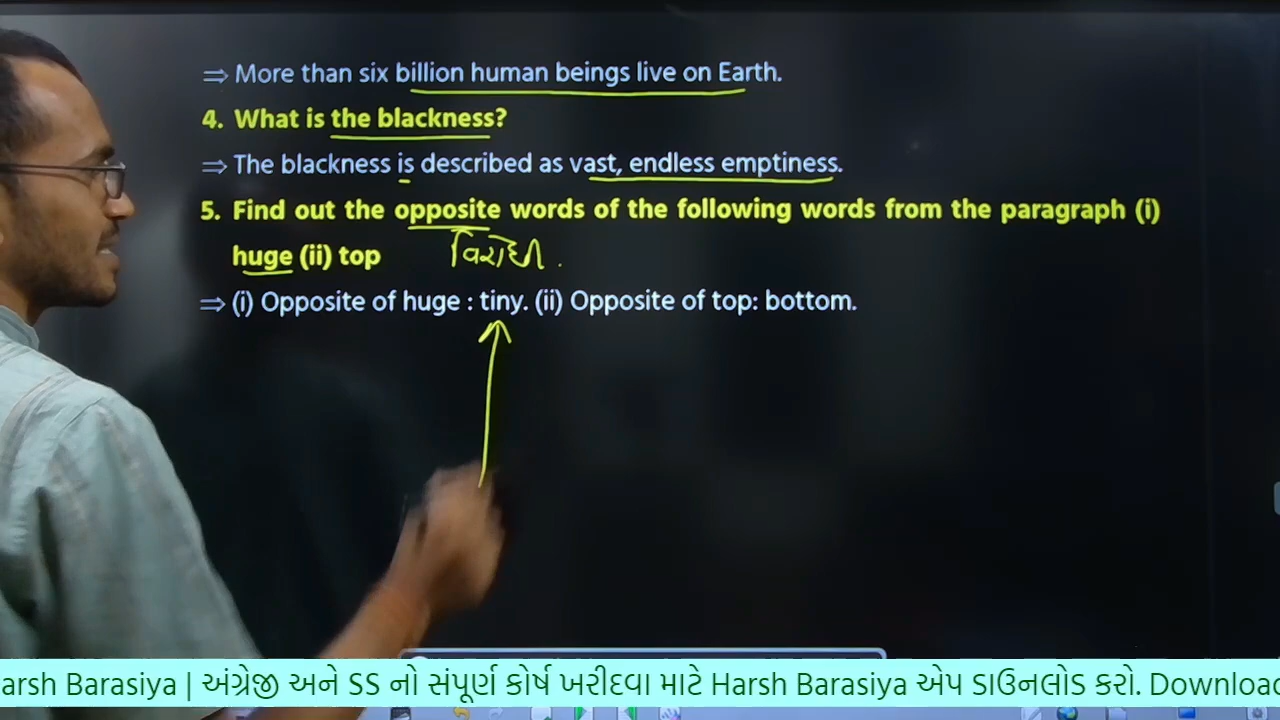 ⇒ More than six billion human beings live on Earth.
4. What is the blackness?
⇒ The blackness is described as vast, endless emptiness.
5. Find out the opposite words of the following words from the paragraph (i)
huge (ii) top
વિરોધી .
⇒ (i) Opposite of huge : tiny. (ii) Opposite of top: bottom.
arsh Barasiya | અંગ્રેજી અને SS નો સંપૂર્ણ કોર્ષ ખરીદવા માટે Harsh Barasiya એપ ડાઉનલોડ કરો. Download